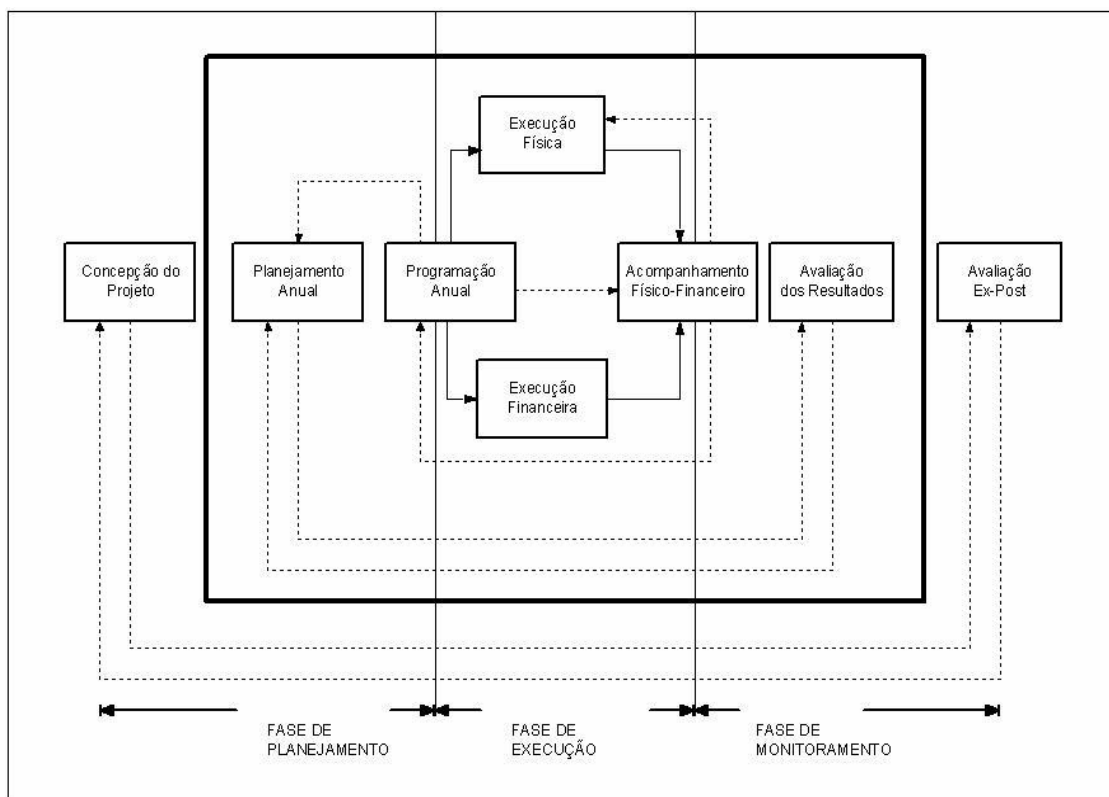 Execução
Física
Concepção do
Projeto
Planejamento
Anual
Programação
Anual
Acompanhamento
Físico-Financeiro
Avaliação
dos Resultados
Avaliação
Ex-Post
Execução
Financeira
FASE DE
PLANEJAMENTO
FASE DE
EXECUÇÃO
FASE DE
MONITORAMENTO